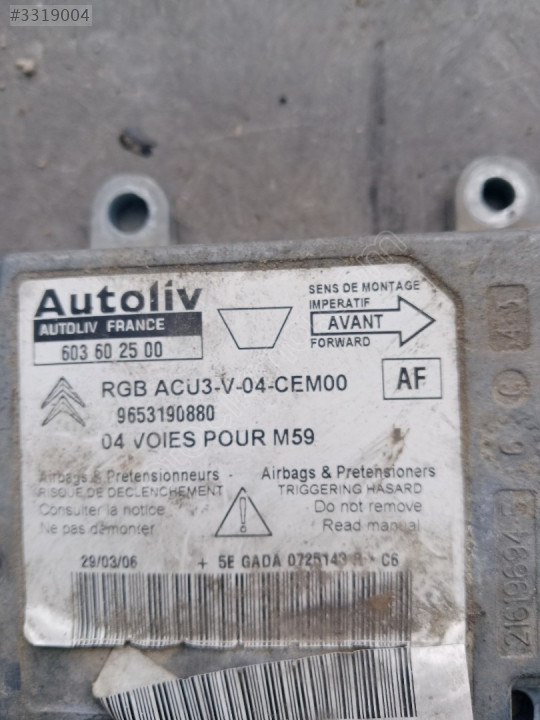 #3319004
Autoliv
AUTOLIV FRANCE
603 60 25 00
SENS DE MONTAGE
IMPERATIF
AVANT
FORWARD
RGB ACU3-V-04-CEM00
AF
9653190880
04 VOIES POUR M59
Airbags & Pretensionneurs
RISQUE DE DECLENCHEMENT
Consulter la notice
Ne pas démonter
Airbags & Pretensioners
TRIGGERING HASARD
Do not remove
Read manual
29/03/06 + 5E GADA 0725143 C6